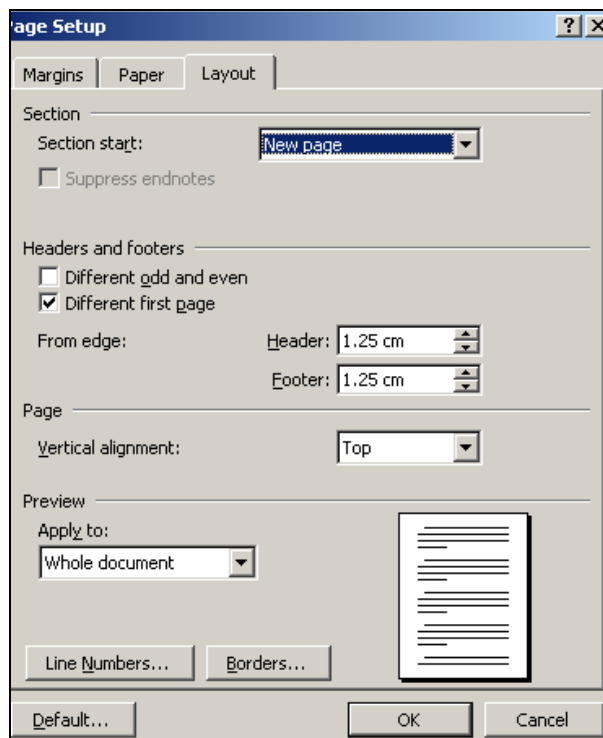 age Setup
Margins Paper Layout
Section
Section start: New page
Suppress endnotes
Headers and footers
Different odd and even
Different first page
From edge: Header: 1.25 cm
Footer: 1.25 cm
Page
Vertical alignment: Top
Preview
Apply to:
Whole document
Line Numbers... Borders...
Default... OK Cancel